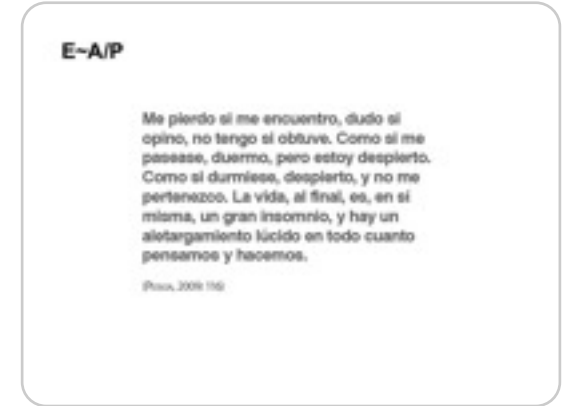 E~A/P
Me pierdo si me encuentro, dudo si
opino, no tengo si obtuve. Como si me
pasease, duermo, pero estoy despierto.
Como si durmiese, despierto, y no me
pertenezco. La vida, al final, es, en sí
misma, un gran insomnio, y hay un
aletargamiento lúcido en todo cuanto
pensamos y hacemos.
2009: 116)